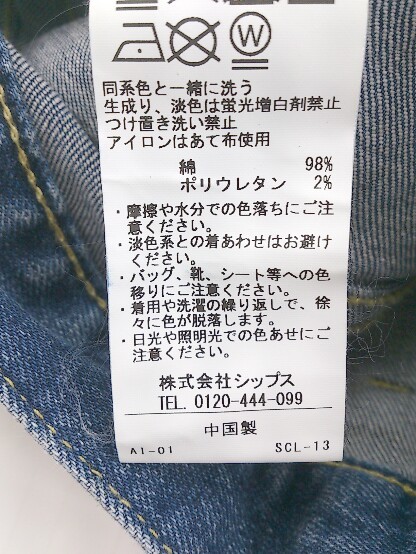 W
同系色と一緒に洗う
生成り、淡色は蛍光増白剤禁止
つけ置き洗い禁止
アイロンはあて布使用
綿 98%
ポリウレタン 2%
・摩擦や水分での色落ちにご注
意ください。
・淡色系との着あわせはお避け
ください。
・バッグ、靴、シート等への色
移りにご注意ください。
・着用や洗濯の繰り返しで、徐
々に色が脱落します。
・日光や照明光での色あせにご
注意ください。
株式会社シップス
TEL. 0120-444-099
中国製
A1-01 SCL-13